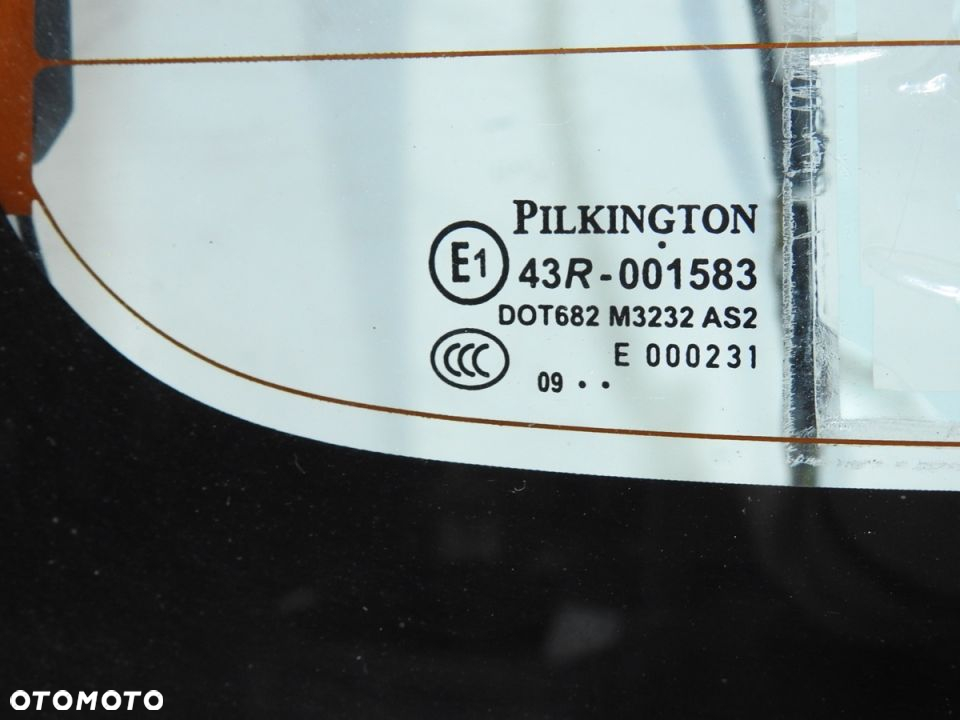 PILKINGTON
E1 43R-001583
DOT682 M3232 AS2
CCC E 000231
09 • •
OTOMOTO